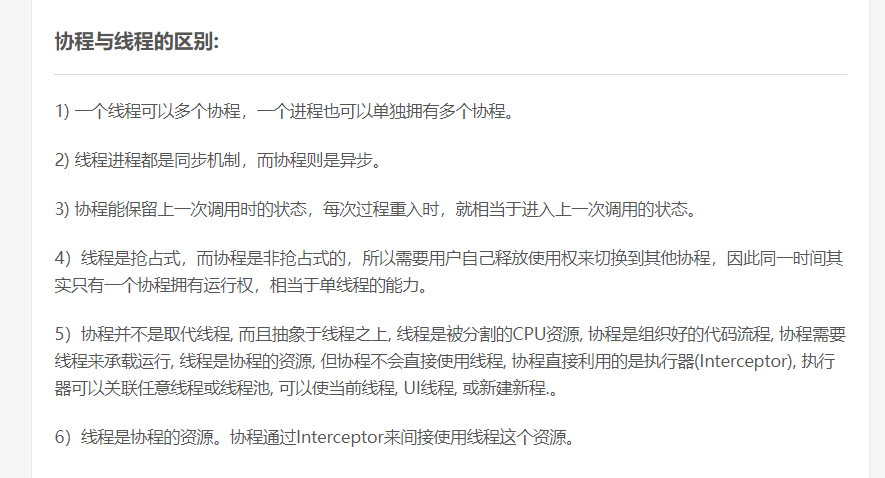 协程与线程的区别:
1) 一个线程可以多个协程，一个进程也可以单独拥有多个协程。
2) 线程进程都是同步机制，而协程则是异步。
3) 协程能保留上一次调用时的状态，每次过程重入时，就相当于进入上一次调用的状态。
4）线程是抢占式，而协程是非抢占式的，所以需要用户自己释放使用权来切换到其他协程，因此同一时间其
实只有一个协程拥有运行权，相当于单线程的能力。
5）协程并不是取代线程, 而且抽象于线程之上, 线程是被分割的CPU资源, 协程是组织好的代码流程, 协程需要
线程来承载运行, 线程是协程的资源, 但协程不会直接使用线程, 协程直接利用的是执行器(Interceptor), 执行
器可以关联任意线程或线程池, 可以使当前线程, UI线程, 或新建新程.。
6）线程是协程的资源。协程通过Interceptor来间接使用线程这个资源。